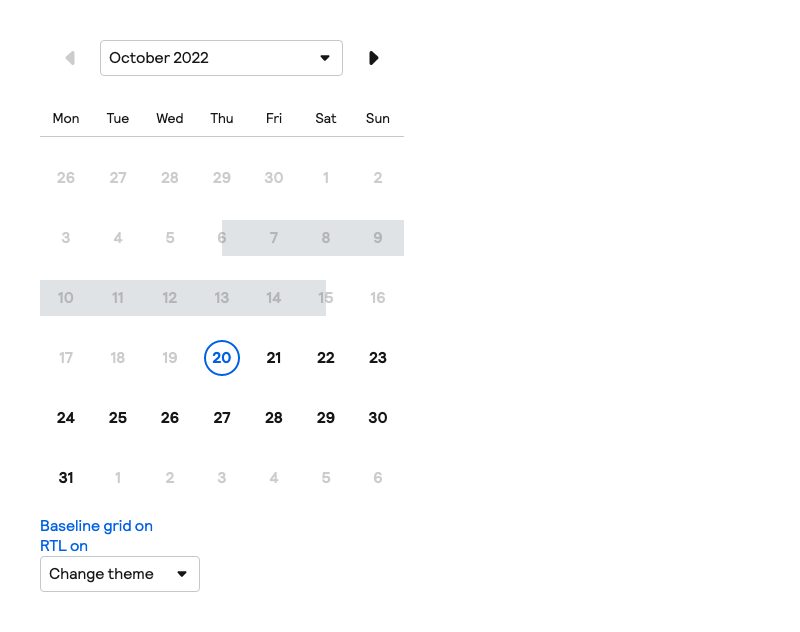 October 2022
Mon Tue Wed Thu Fri Sat Sun
26 27 28 29 30 1 2
3 4 5 6 7 8 9
10 11 12 13 14 15 16
17 18 19 20 21 22 23
24 25 26 27 28 29 30
31 1 2 3 4 5 6
Baseline grid on
RTL on
Change theme